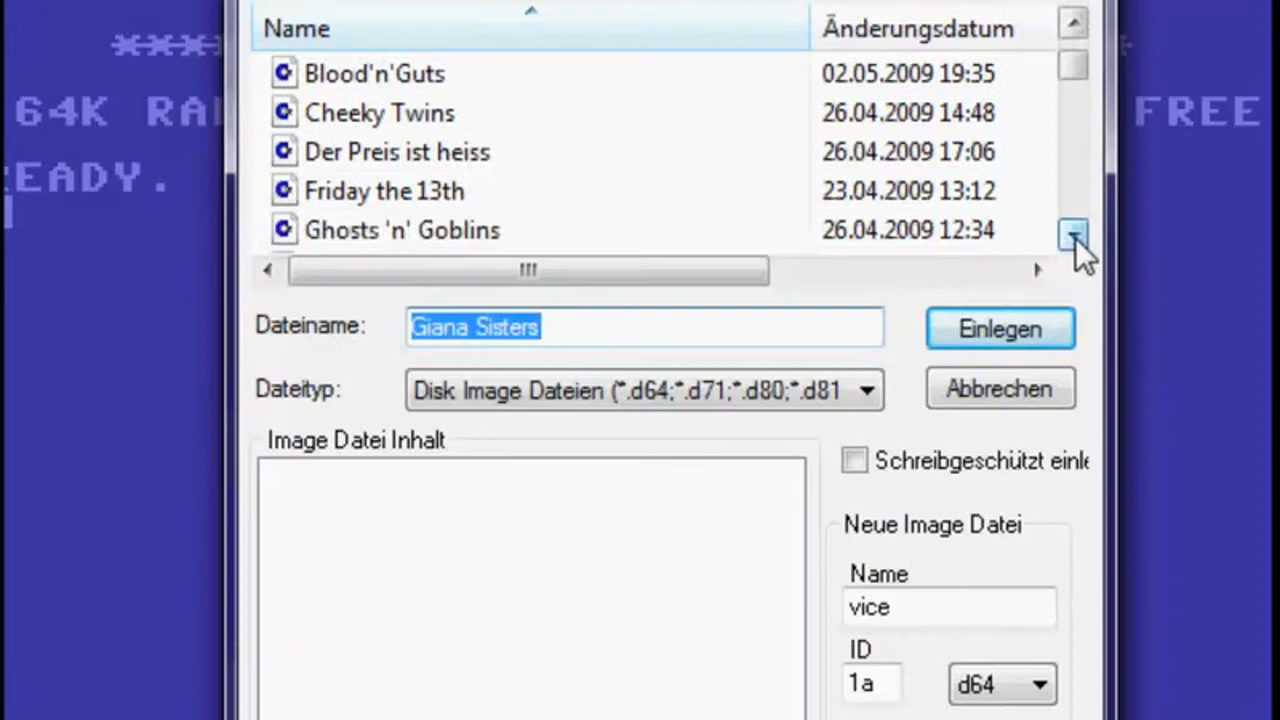 Name Änderungsdatum
Blood'n'Guts 02.05.2009 19:35
Cheeky Twins 26.04.2009 14:48
Der Preis ist heiss 26.04.2009 17:06
Friday the 13th 23.04.2009 13:12
Ghosts 'n' Goblins 26.04.2009 12:34
64K RA FREE
EADY.
Dateiname: Giana Sisters Einlegen
Dateityp: Disk Image Dateien (*.d64;*.d71;*.d80;*.d81 Abbrechen
Image Datei Inhalt
Schreibgeschützt einle
Neue Image Datei
Name
vice
ID
1a d64